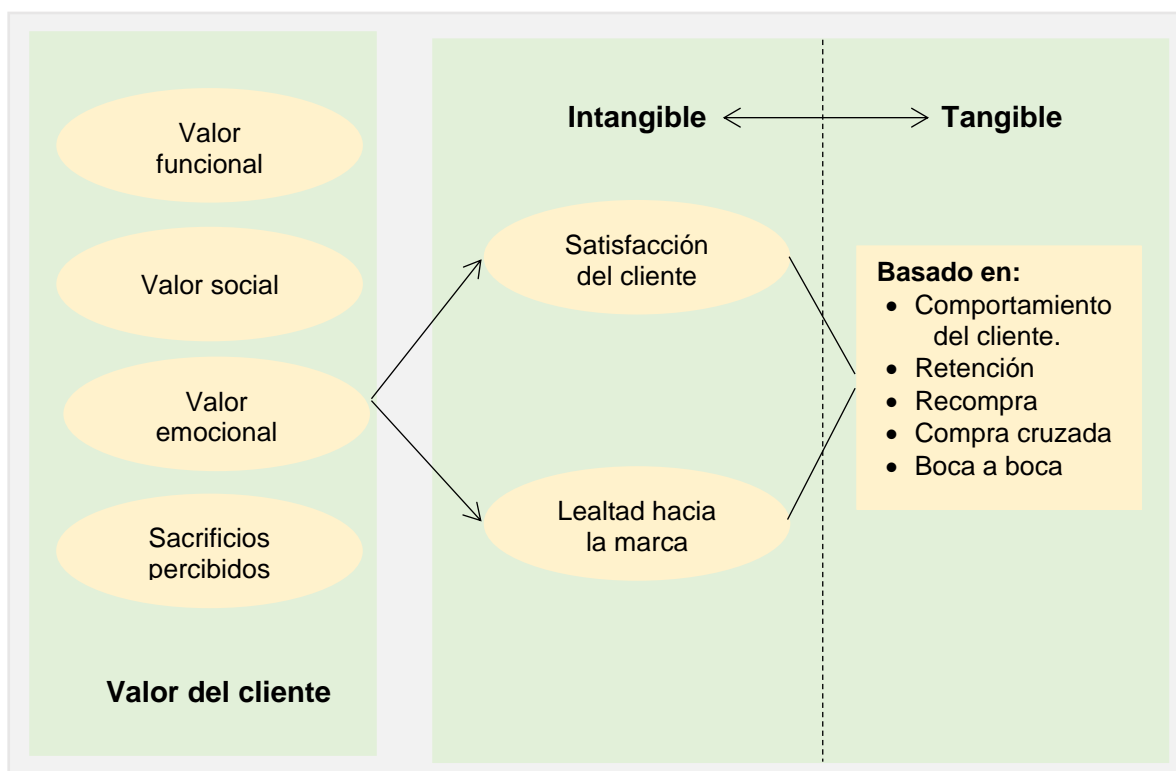 Valor
funcional
Valor social
Valor
emocional
Sacrificios
percibidos
Valor del cliente
Intangible
Tangible
Satisfacción
del cliente
Lealtad hacia
la marca
Basado en:
• Comportamiento
del cliente.
• Retención
• Recompra
• Compra cruzada
• Boca a boca